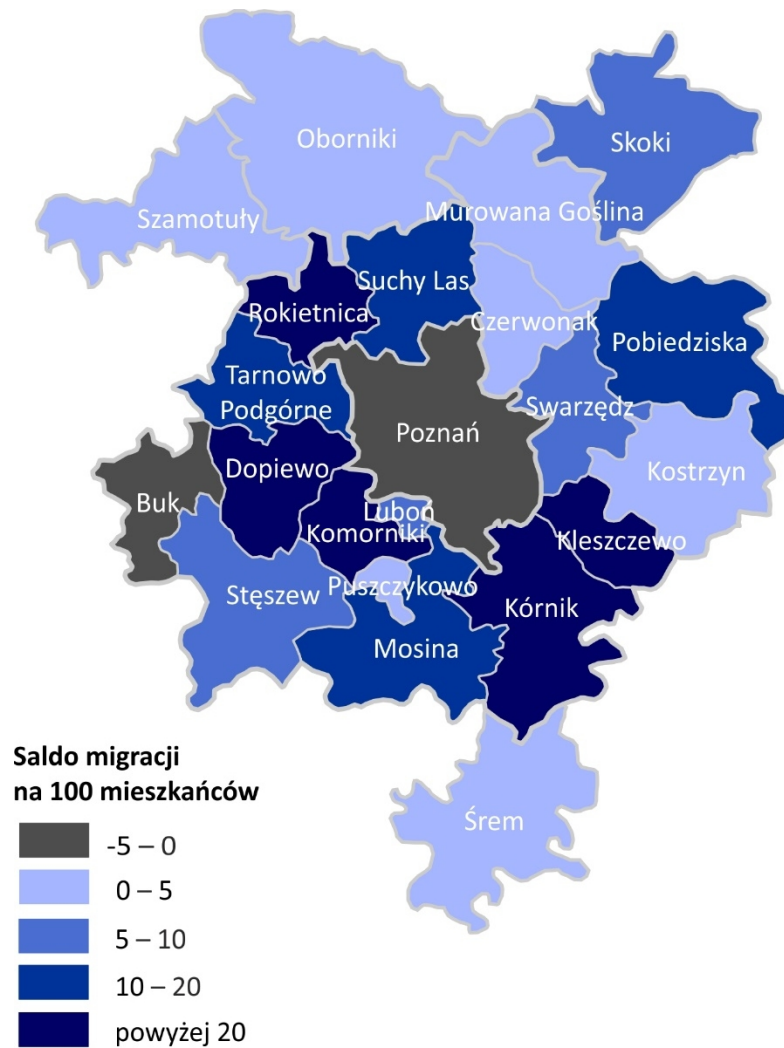 Oborniki
Skoki
Szamotuły
Murowana Goślina
Suchy Las
Rokietnica
Czerwonak
Pobiedziska
Tarnowo
Podgórne
Swarzędz
Poznań
Dopiewo
Kostrzyn
Buk
Luboń
Komorniki
Kleszczewo
Puszczykowo
Stęszew
Kórnik
Mosina
Śrem
Saldo migracji
na 100 mieszkańców
-5 – 0
0 – 5
5 – 10
10 – 20
powyżej 20